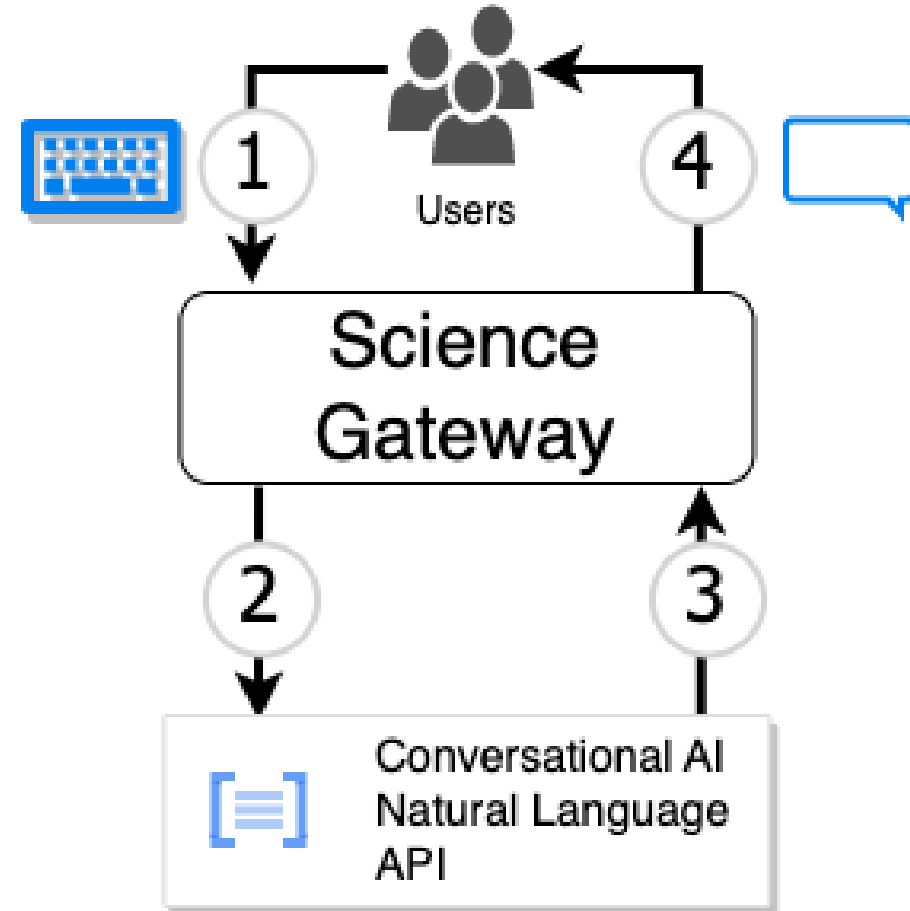 1
4
Users
Science
Gateway
2
3
Conversational AI
Natural Language
API